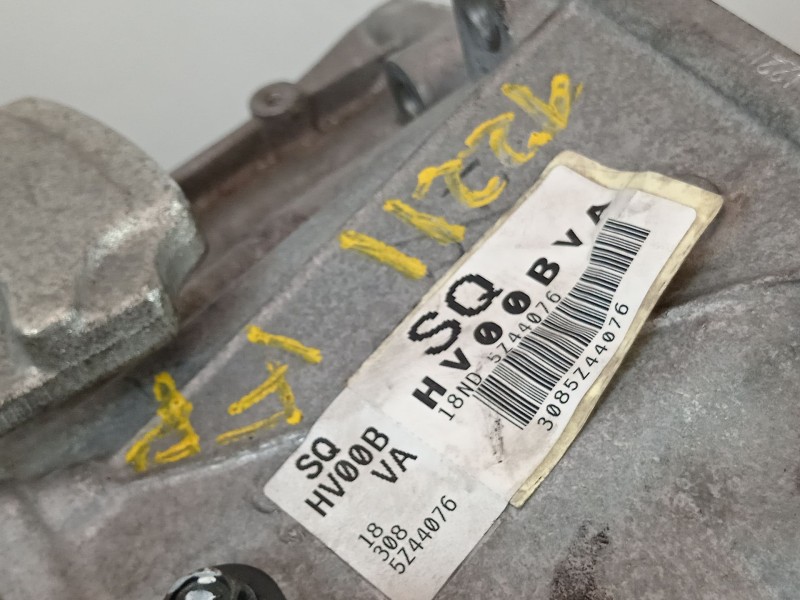 SQ
HV00BVA
18ND 5Z44076
3085Z44076
SQ
HV00B
VA
18
308
5Z44076